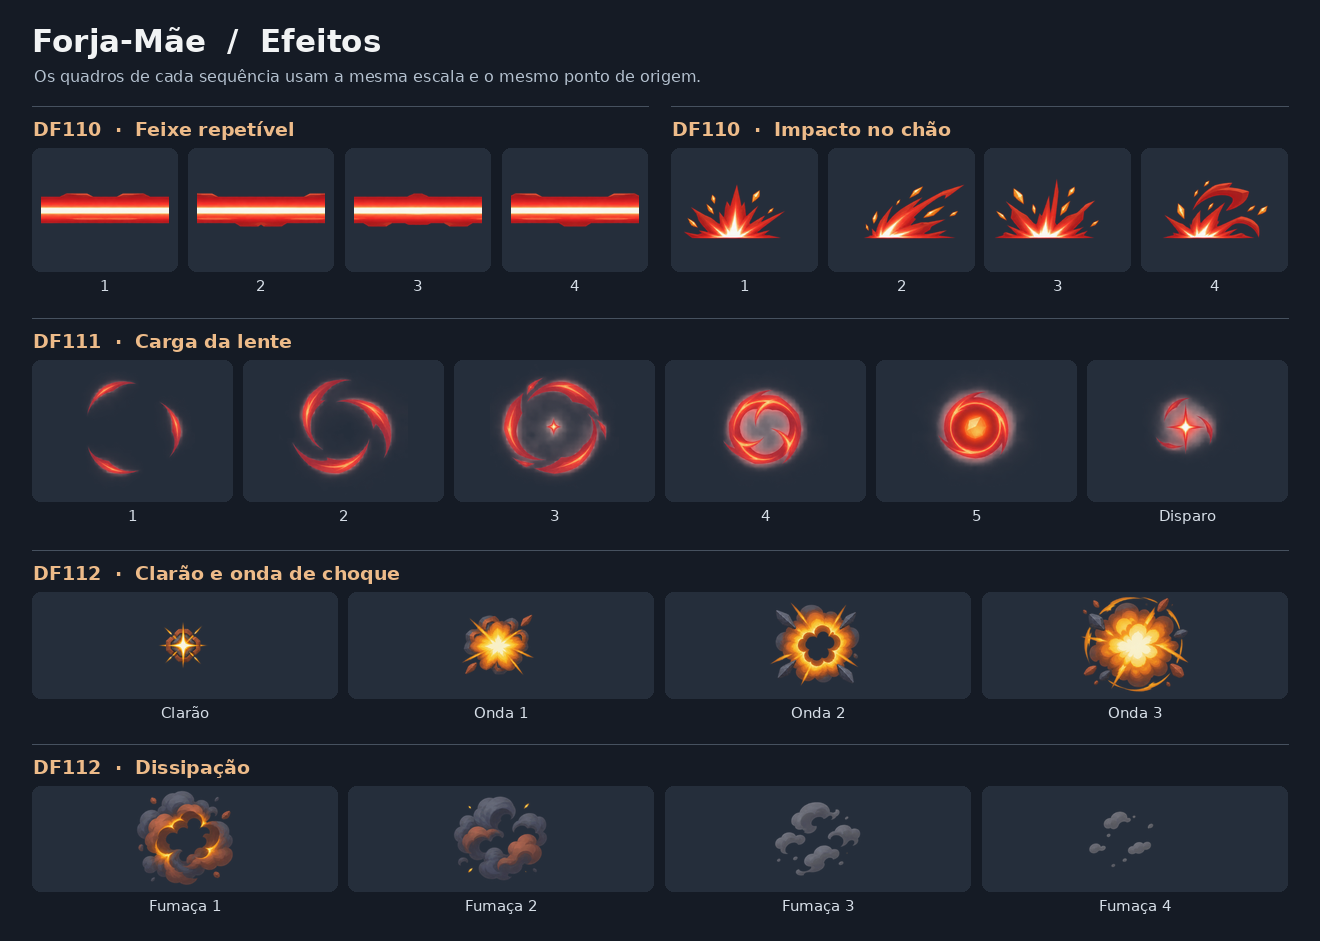 Forja-Mãe / Efeitos
Os quadros de cada sequência usam a mesma escala e o mesmo ponto de origem.
DF110 · Feixe repetível
1 2 3 4
DF110 · Impacto no chão
1 2 3 4
DF111 · Carga da lente
1 2 3 4 5 Disparo
DF112 · Clarão e onda de choque
Clarão Onda 1 Onda 2 Onda 3
DF112 · Dissipação
Fumaça 1 Fumaça 2 Fumaça 3 Fumaça 4